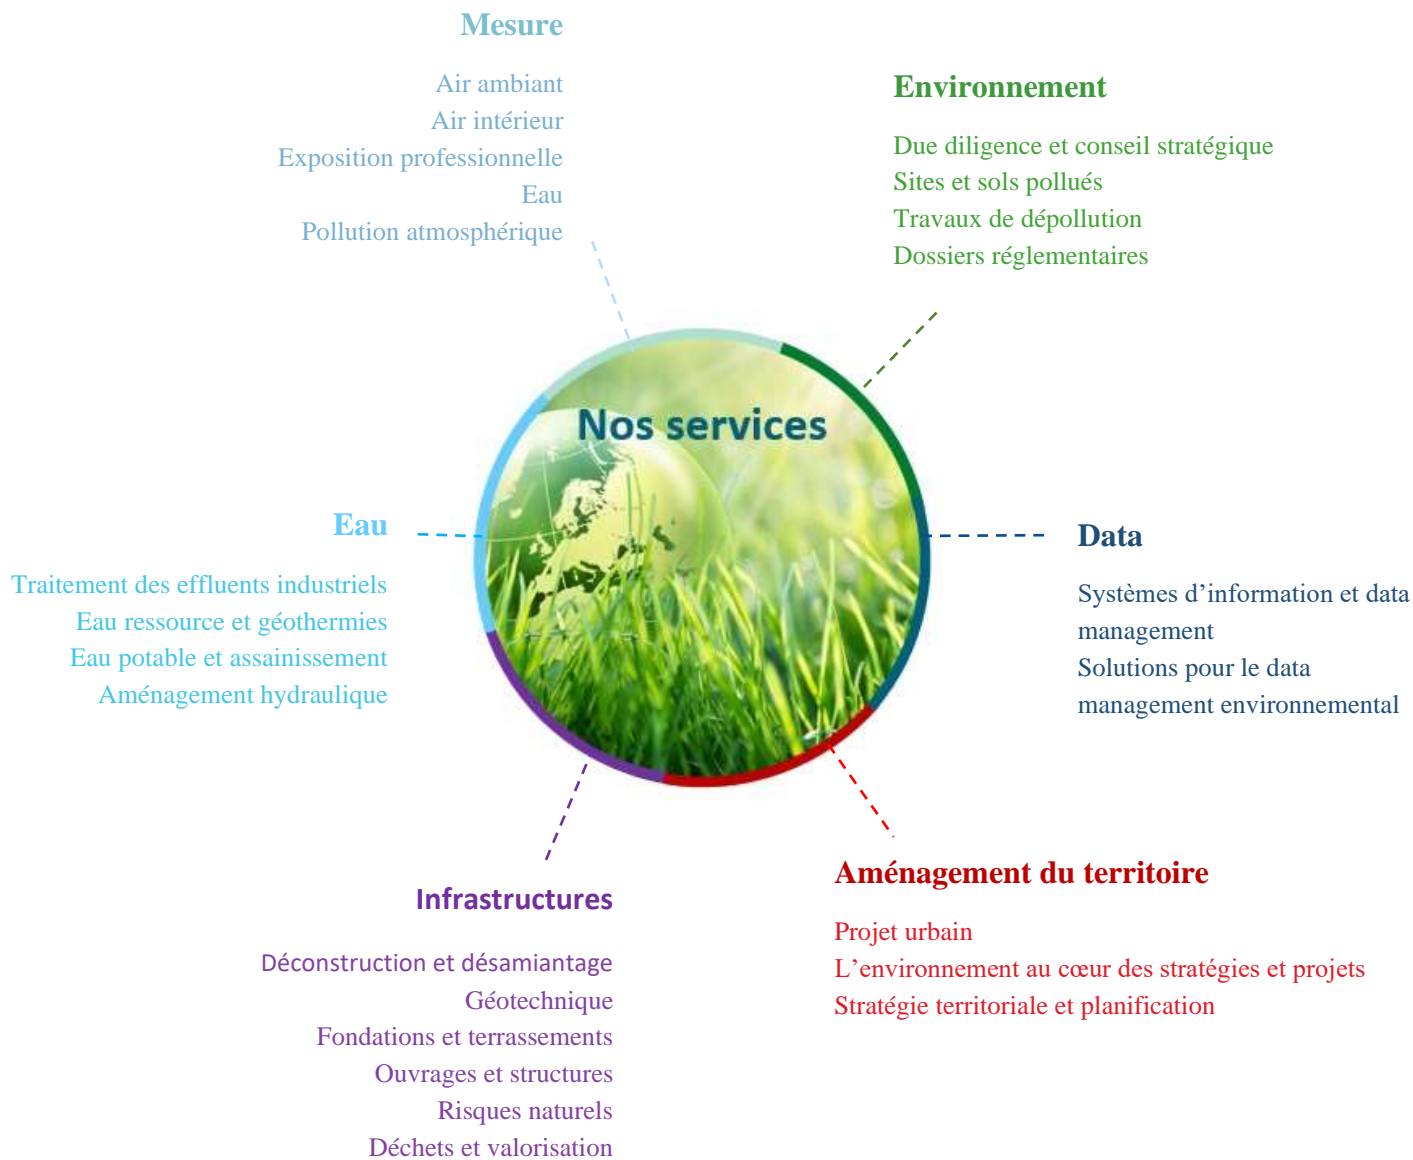 Mesure
Air ambiant
Air intérieur
Exposition professionnelle
Eau
Pollution atmosphérique
Environnement
Due diligence et conseil stratégique
Sites et sols pollués
Travaux de dépollution
Dossiers réglementaires
Nos services
Eau
Traitement des effluents industriels
Eau ressource et géothermies
Eau potable et assainissement
Aménagement hydraulique
Data
Systèmes d’information et data
management
Solutions pour le data
management environnemental
Infrastructures
Déconstruction et désamiantage
Géotechnique
Fondations et terrassements
Ouvrages et structures
Risques naturels
Déchets et valorisation
Aménagement du territoire
Projet urbain
L’environnement au cœur des stratégies et projets
Stratégie territoriale et planification